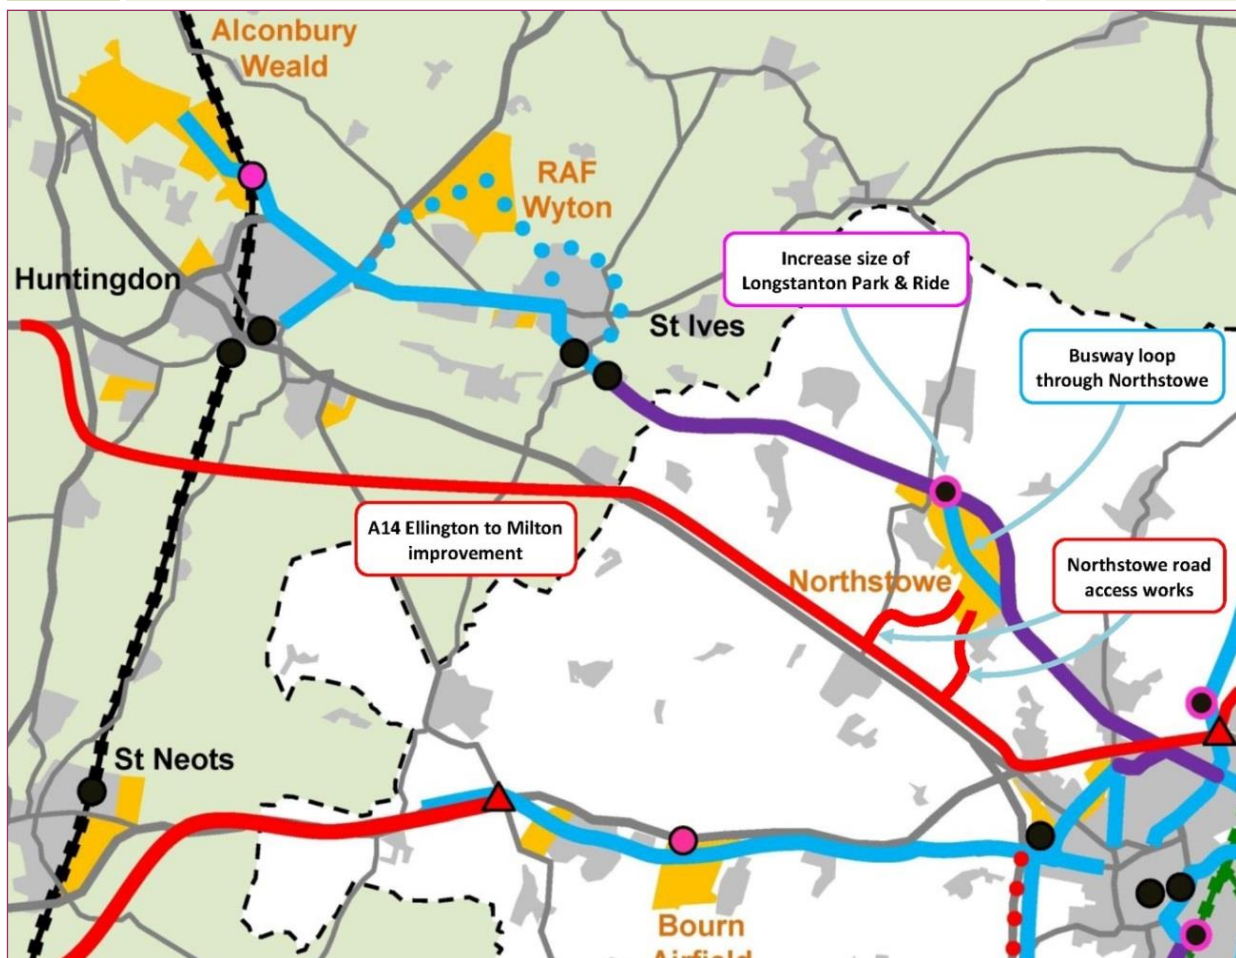 Alconbury
Weald
RAF
Wyton
Huntingdon
Increase size of
Longstanton Park & Ride
St Ives
Busway loop
through Northstowe
A14 Ellington to Milton
improvement
Northstowe
Northstowe road
access works
St Neots
Bourn
Airfield